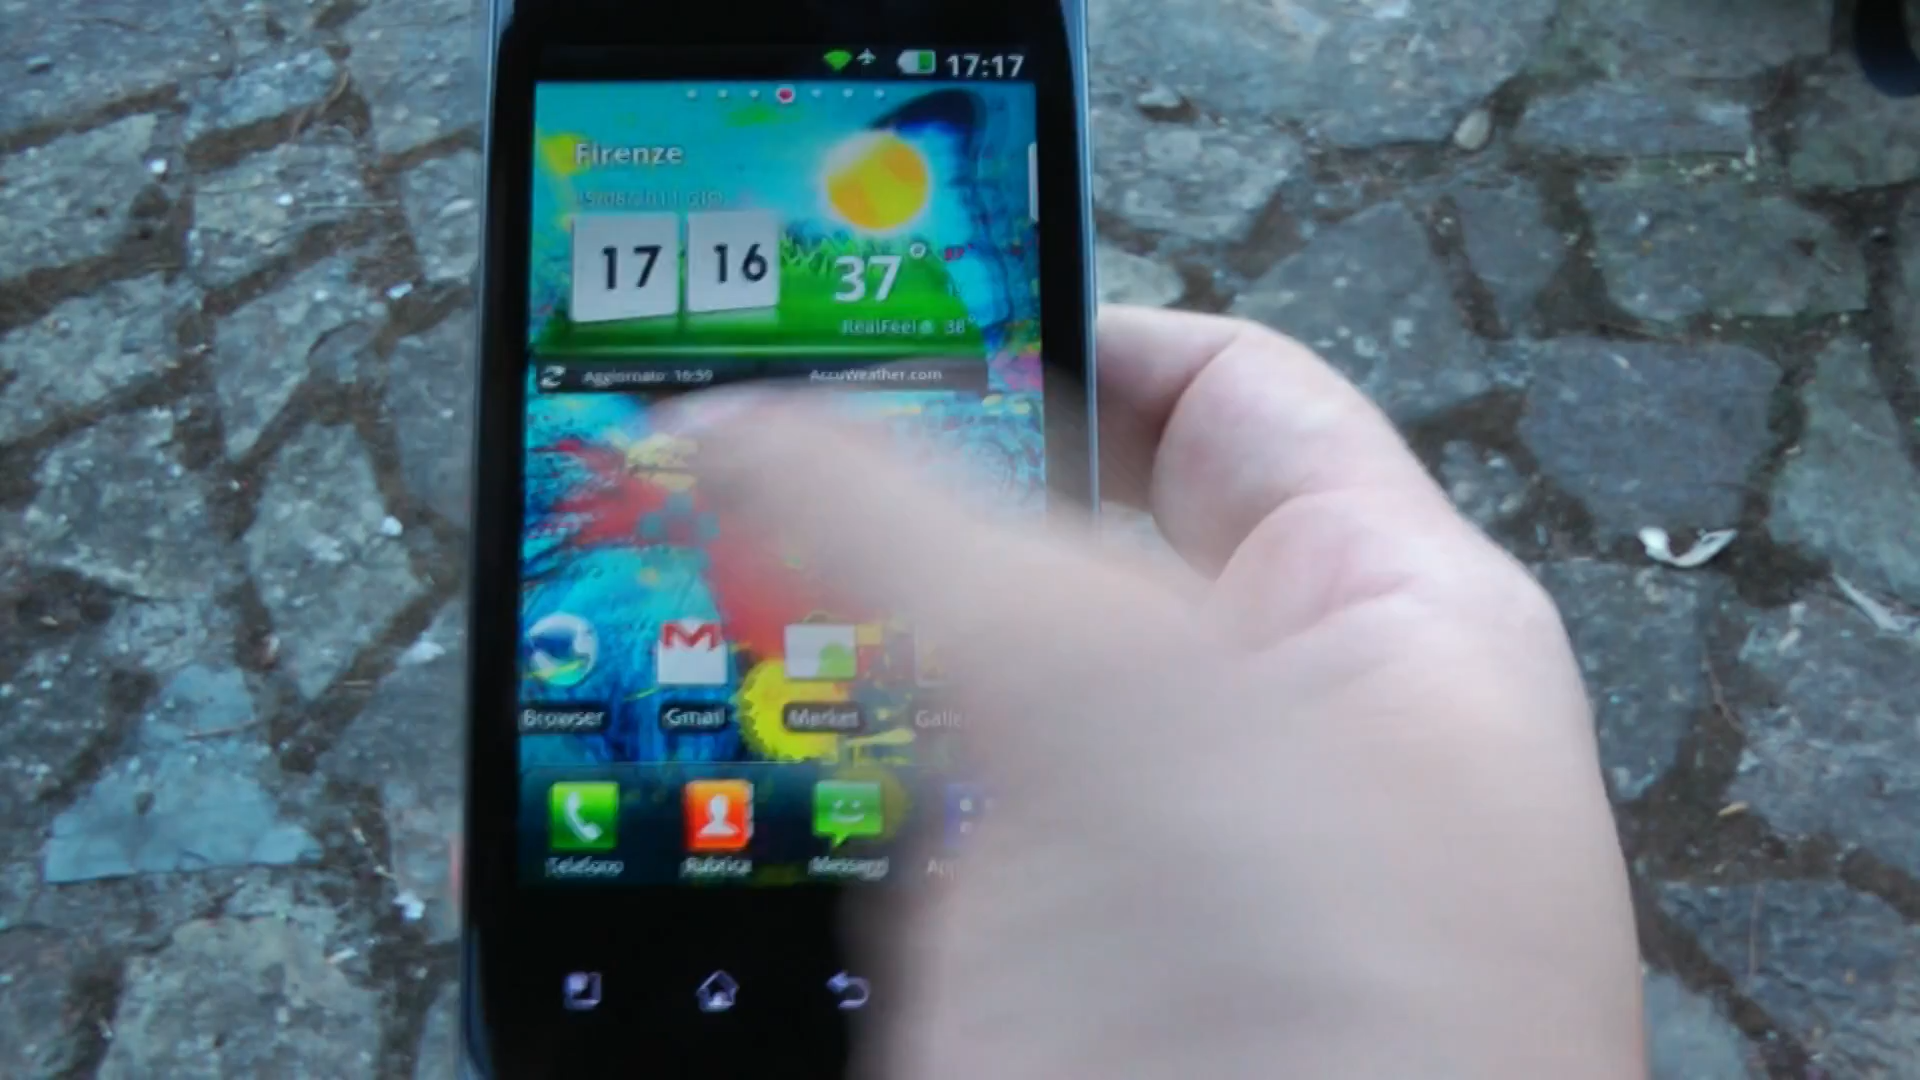 17:17
Firenze
17 16
37°
RealFeel® 38°
Aggiornato: 16:59 AccuWeather.com
Browser Gmail Market
Telefono Rubrica Messaggi